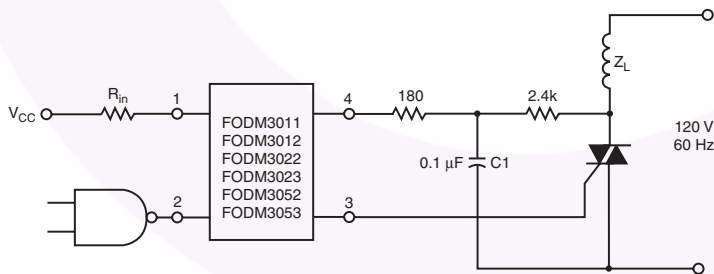 V_CC
R_in
1
2
FODM3011
FODM3012
FODM3022
FODM3023
FODM3052
FODM3053
4
3
180
2.4k
0.1 μF
C1
Z_L
120 V
60 Hz